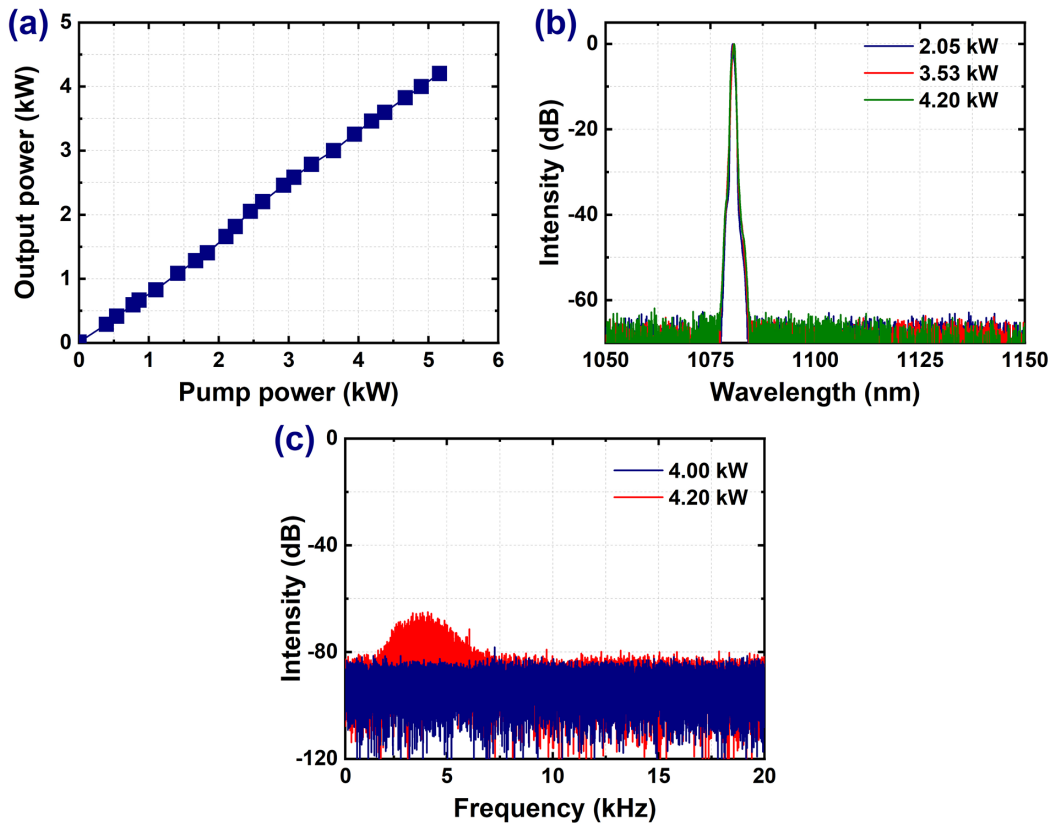 (a)
5
4
3
2
1
0
Output power (kW)
0 1 2 3 4 5 6
Pump power (kW)
(b)
0
-20
-40
-60
Intensity (dB)
2.05 kW
3.53 kW
4.20 kW
1050 1075 1100 1125 1150
Wavelength (nm)
(c)
0
-40
-80
-120
Intensity (dB)
4.00 kW
4.20 kW
0 5 10 15 20
Frequency (kHz)